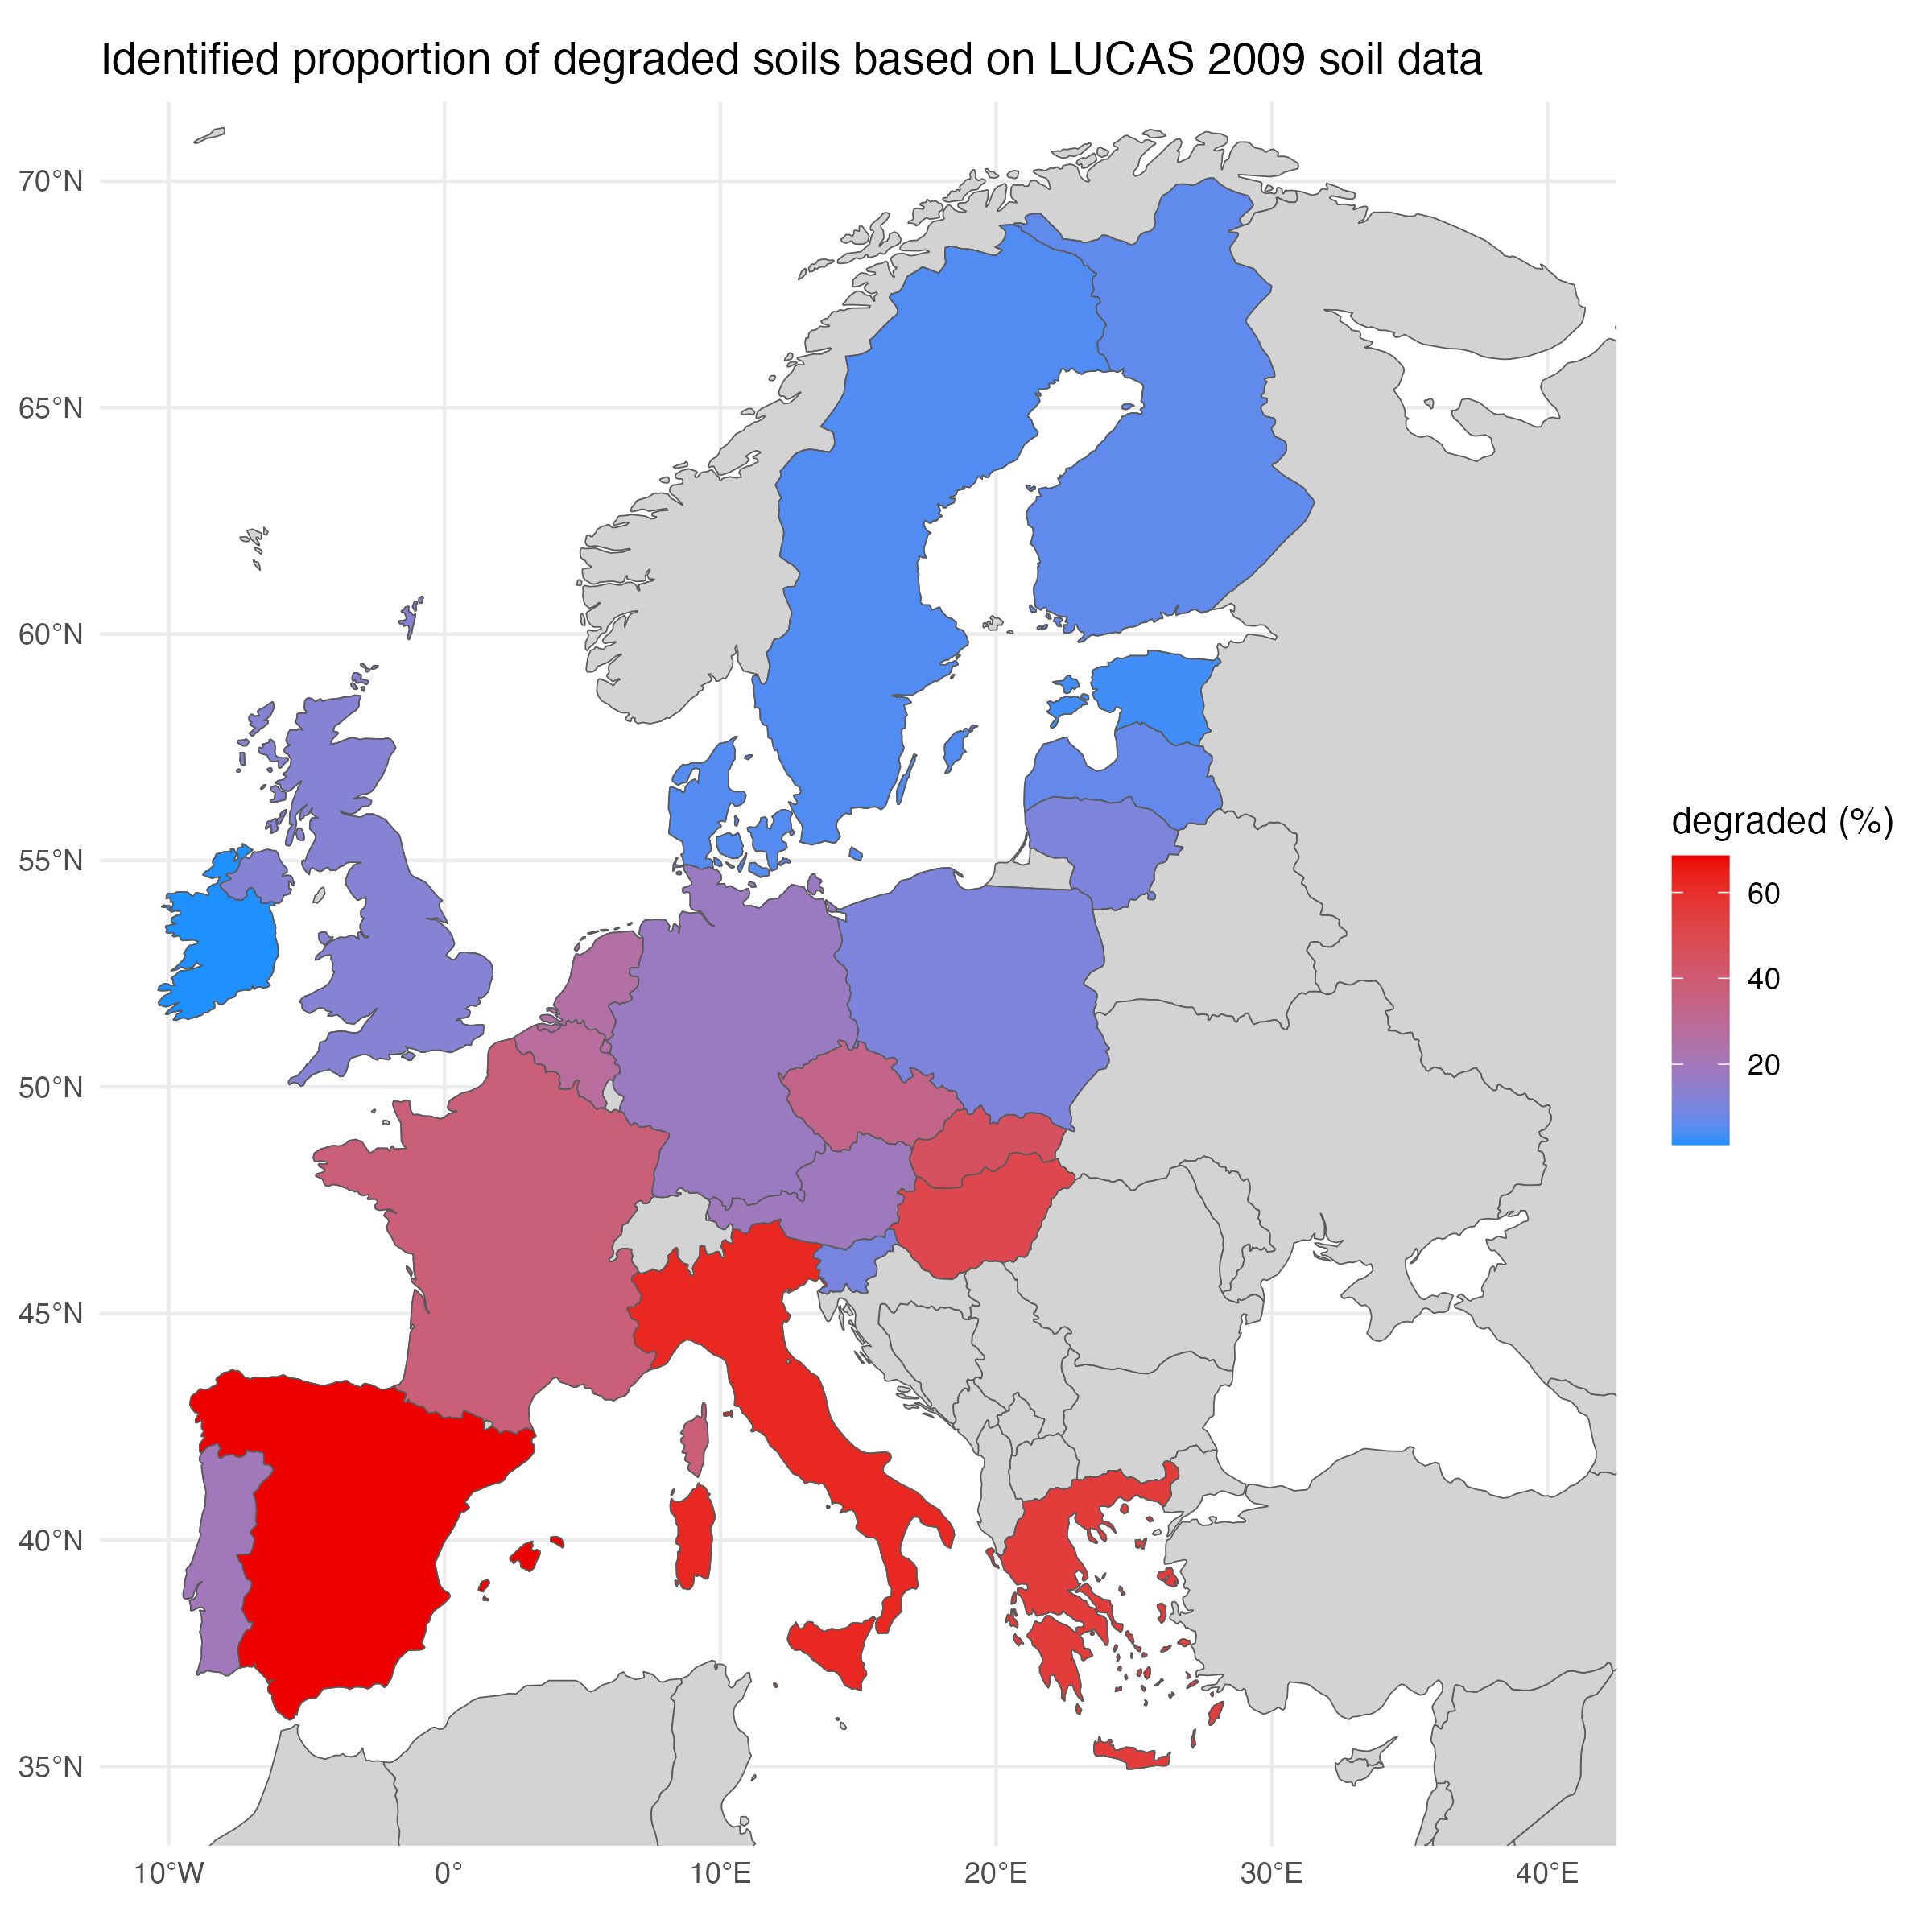 Identified proportion of degraded soils based on LUCAS 2009 soil data
70°N
65°N
60°N
55°N
50°N
45°N
40°N
35°N
10°W
0°
10°E
20°E
30°E
40°E
degraded (%)
60
40
20